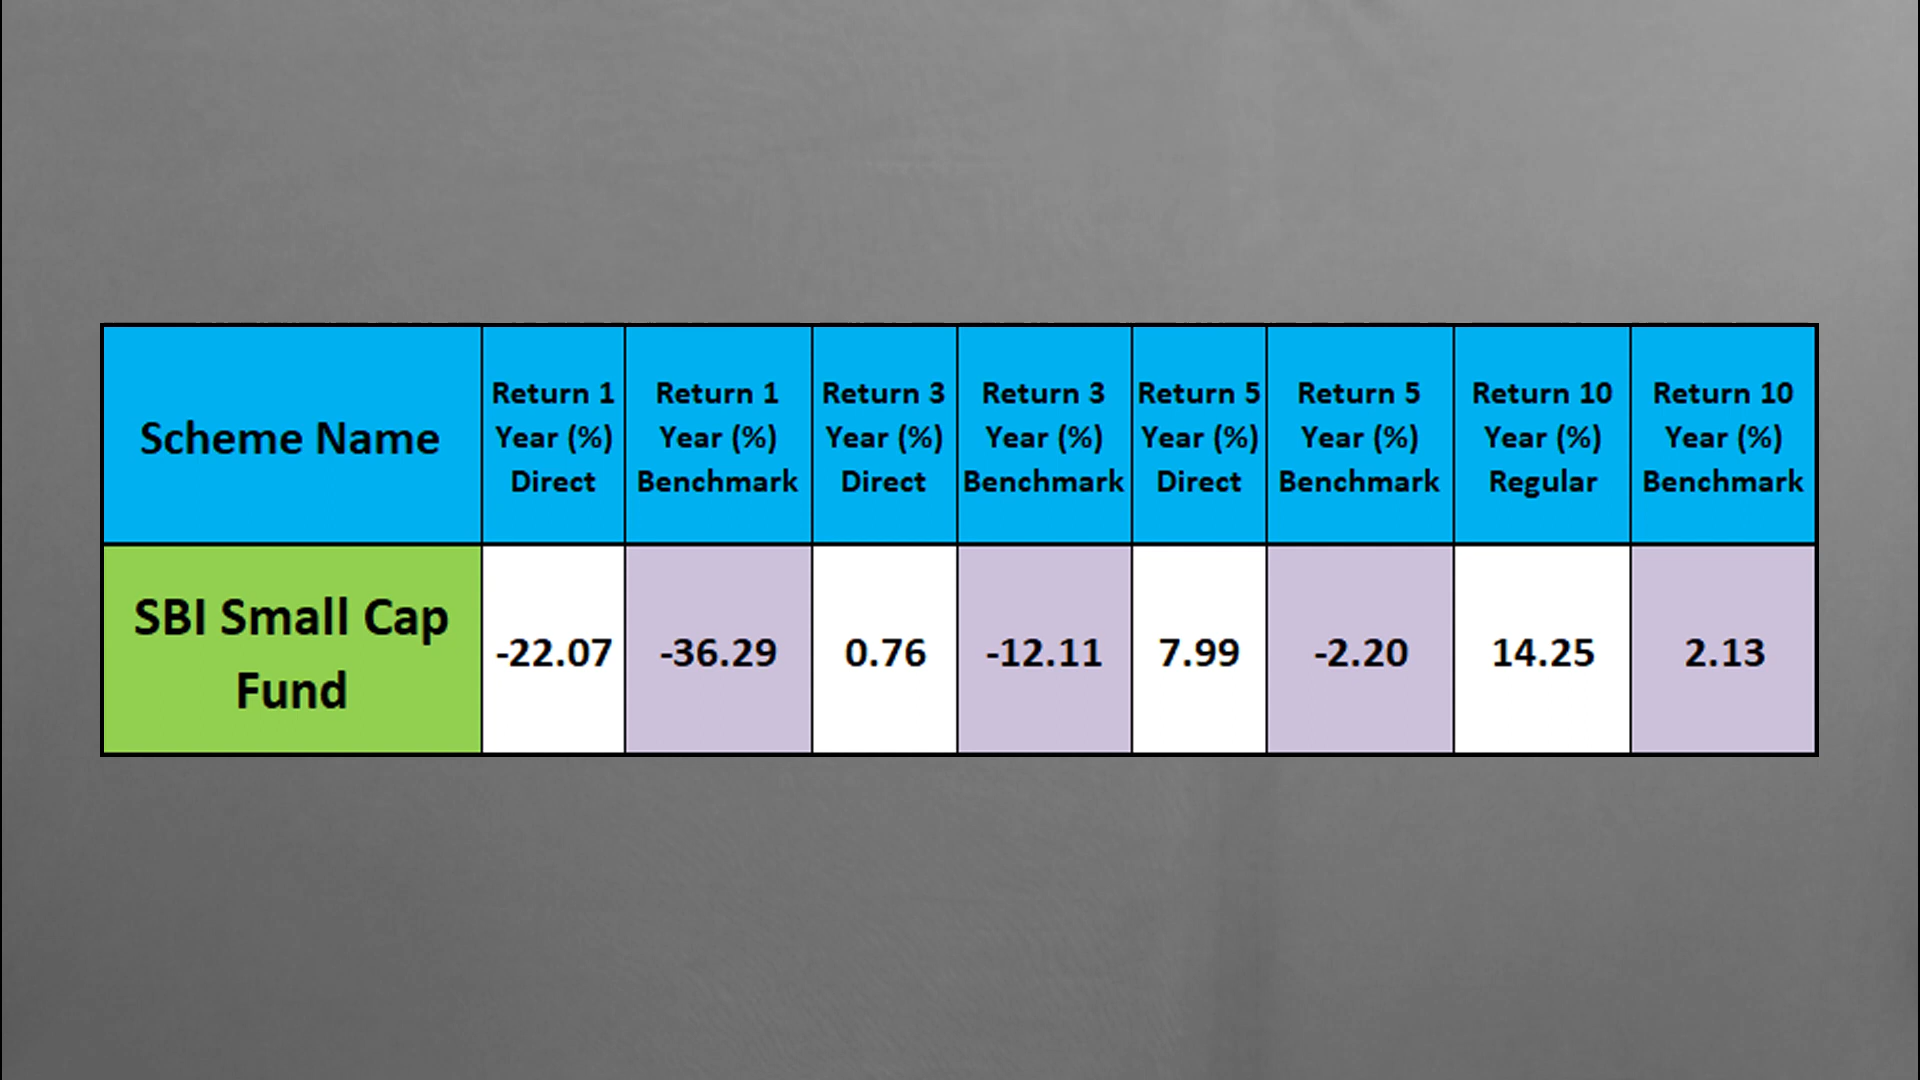 Scheme Name
Return 1
Year (%)
Direct
Return 1
Year (%)
Benchmark
Return 3
Year (%)
Direct
Return 3
Year (%)
Benchmark
Return 5
Year (%)
Direct
Return 5
Year (%)
Benchmark
Return 10
Year (%)
Regular
Return 10
Year (%)
Benchmark
SBI Small Cap
Fund
-22.07
-36.29
0.76
-12.11
7.99
-2.20
14.25
2.13